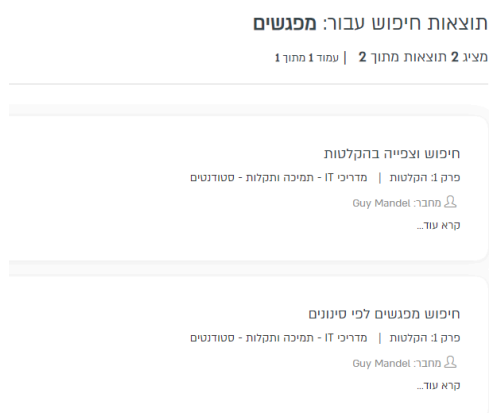 תוצאות חיפוש עבור: מפגשים
מציג 2 תוצאות מתוך 2 | עמוד 1 מתוך 1
חיפוש וצפייה בהקלטות
פרק 1: הקלטות | מדריכי IT - תמיכה ותקלות - סטודנטים
מחבר: Guy Mandel
קרא עוד...
חיפוש מפגשים לפי סינונים
פרק 1: הקלטות | מדריכי IT - תמיכה ותקלות - סטודנטים
מחבר: Guy Mandel
קרא עוד...